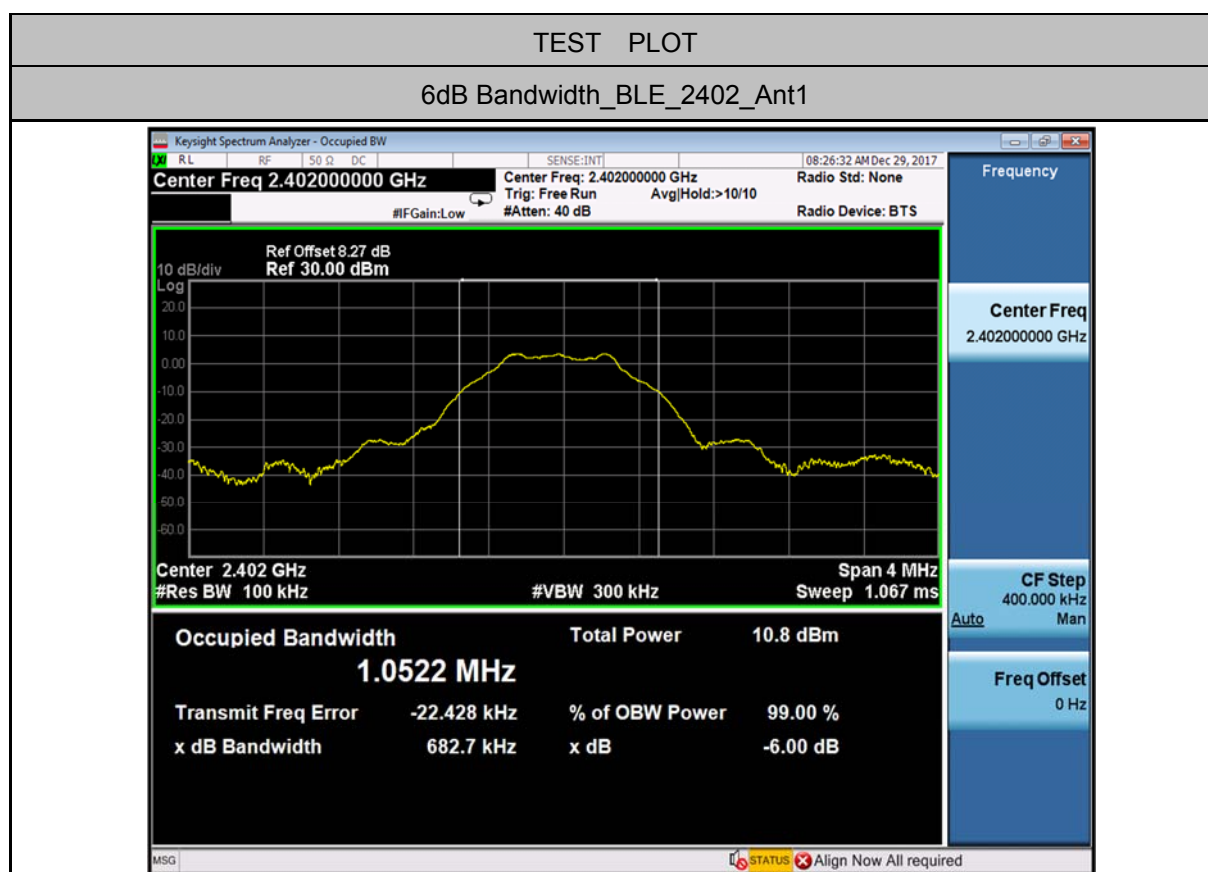 TEST PLOT
6dB Bandwidth_BLE_2402_Ant1
Keysight Spectrum Analyzer - Occupied BW
LXI RL RF 50 Ω DC SENSE:INT 08:26:32 AM Dec 29, 2017
Center Freq 2.402000000 GHz
Center Freq: 2.402000000 GHz
Radio Std: None
Trig: Free Run Avg|Hold:>10/10
#IFGain:Low
#Atten: 40 dB
Radio Device: BTS
Frequency
Ref Offset 8.27 dB
10 dB/div Ref 30.00 dBm
Log
20.0
10.0
0.00
-10.0
-20.0
-30.0
-40.0
-50.0
-60.0
Center 2.402 GHz Span 4 MHz
#Res BW 100 kHz #VBW 300 kHz Sweep 1.067 ms
Occupied Bandwidth Total Power 10.8 dBm
1.0522 MHz
Transmit Freq Error -22.428 kHz % of OBW Power 99.00 %
x dB Bandwidth 682.7 kHz x dB -6.00 dB
Center Freq
2.402000000 GHz
CF Step
400.000 kHz
Auto Man
Freq Offset
0 Hz
MSG STATUS Align Now All required